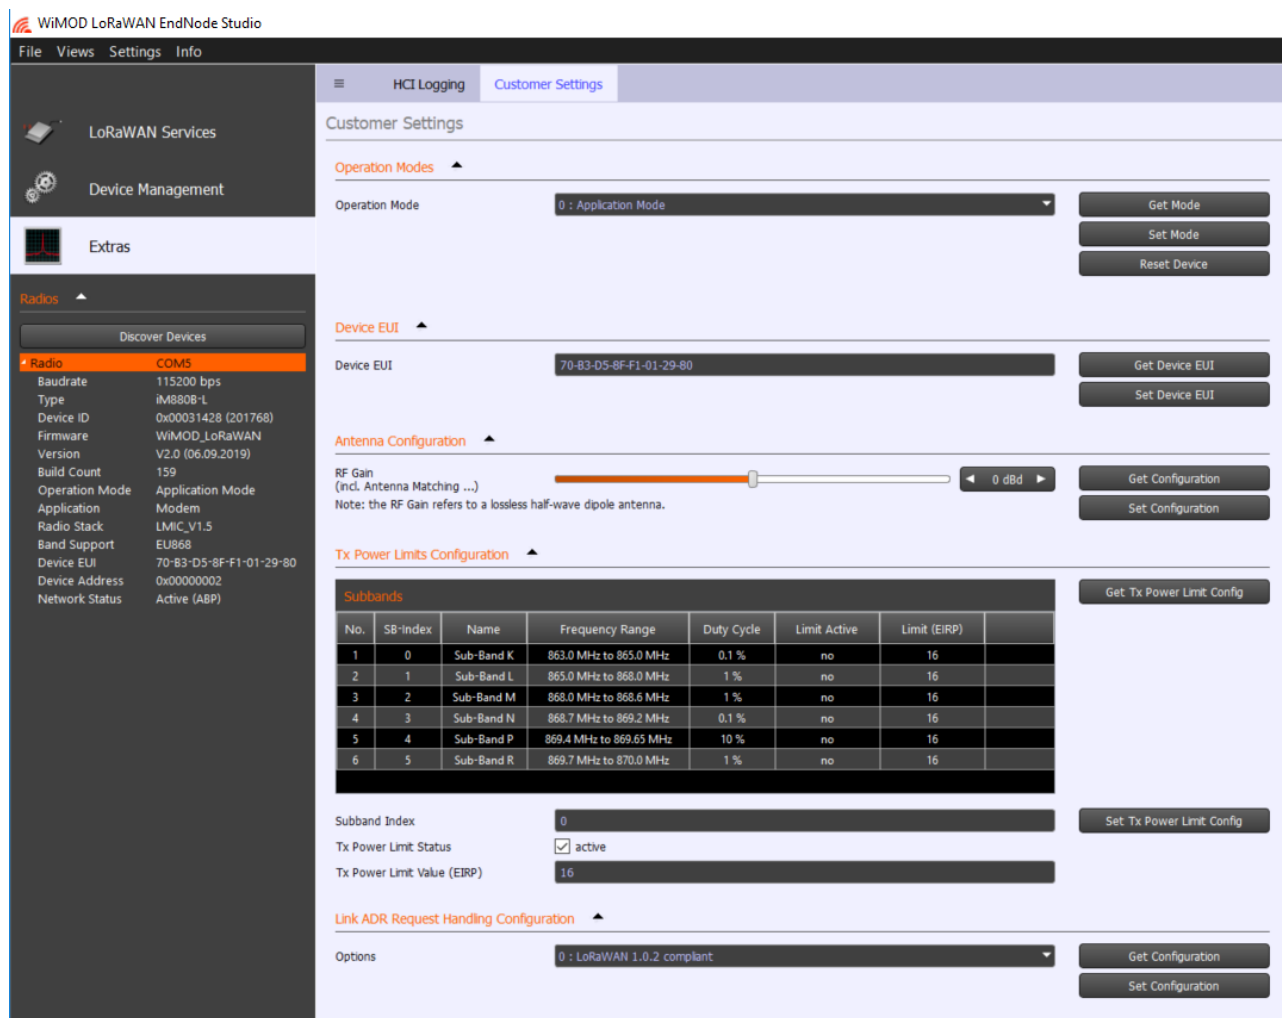 WiMOD LoRaWAN EndNode Studio
File Views Settings Info
LoRaWAN Services
Device Management
Extras
Radios
Discover Devices
Radio COM5
Baudrate 115200 bps
Type iM880B-L
Device ID 0x00031428 (201768)
Firmware WiMOD_LoRaWAN
Version V2.0 (06.09.2019)
Build Count 159
Operation Mode Application Mode
Application Modem
Radio Stack LMIC_V1.5
Band Support EU868
Device EUI 70-B3-D5-8F-F1-01-29-80
Device Address 0x00000002
Network Status Active (ABP)
HCI Logging Customer Settings
Customer Settings
Operation Modes
Operation Mode 0 : Application Mode Get Mode
Set Mode
Reset Device
Device EUI
Device EUI 70-B3-D5-8F-F1-01-29-80 Get Device EUI
Set Device EUI
Antenna Configuration
RF Gain
(incl. Antenna Matching ...) 0 dBd Get Configuration
Note: the RF Gain refers to a lossless half-wave dipole antenna. Set Configuration
Tx Power Limits Configuration
Subbands Get Tx Power Limit Config
No. SB-Index Name Frequency Range Duty Cycle Limit Active Limit (EIRP)
1 0 Sub-Band K 863.0 MHz to 865.0 MHz 0.1 % no 16
2 1 Sub-Band L 865.0 MHz to 868.0 MHz 1 % no 16
3 2 Sub-Band M 868.0 MHz to 868.6 MHz 1 % no 16
4 3 Sub-Band N 868.7 MHz to 869.2 MHz 0.1 % no 16
5 4 Sub-Band P 869.4 MHz to 869.65 MHz 10 % no 16
6 5 Sub-Band R 869.7 MHz to 870.0 MHz 1 % no 16
Subband Index 0 Set Tx Power Limit Config
Tx Power Limit Status active
Tx Power Limit Value (EIRP) 16
Link ADR Request Handling Configuration
Options 0 : LoRaWAN 1.0.2 compliant Get Configuration
Set Configuration